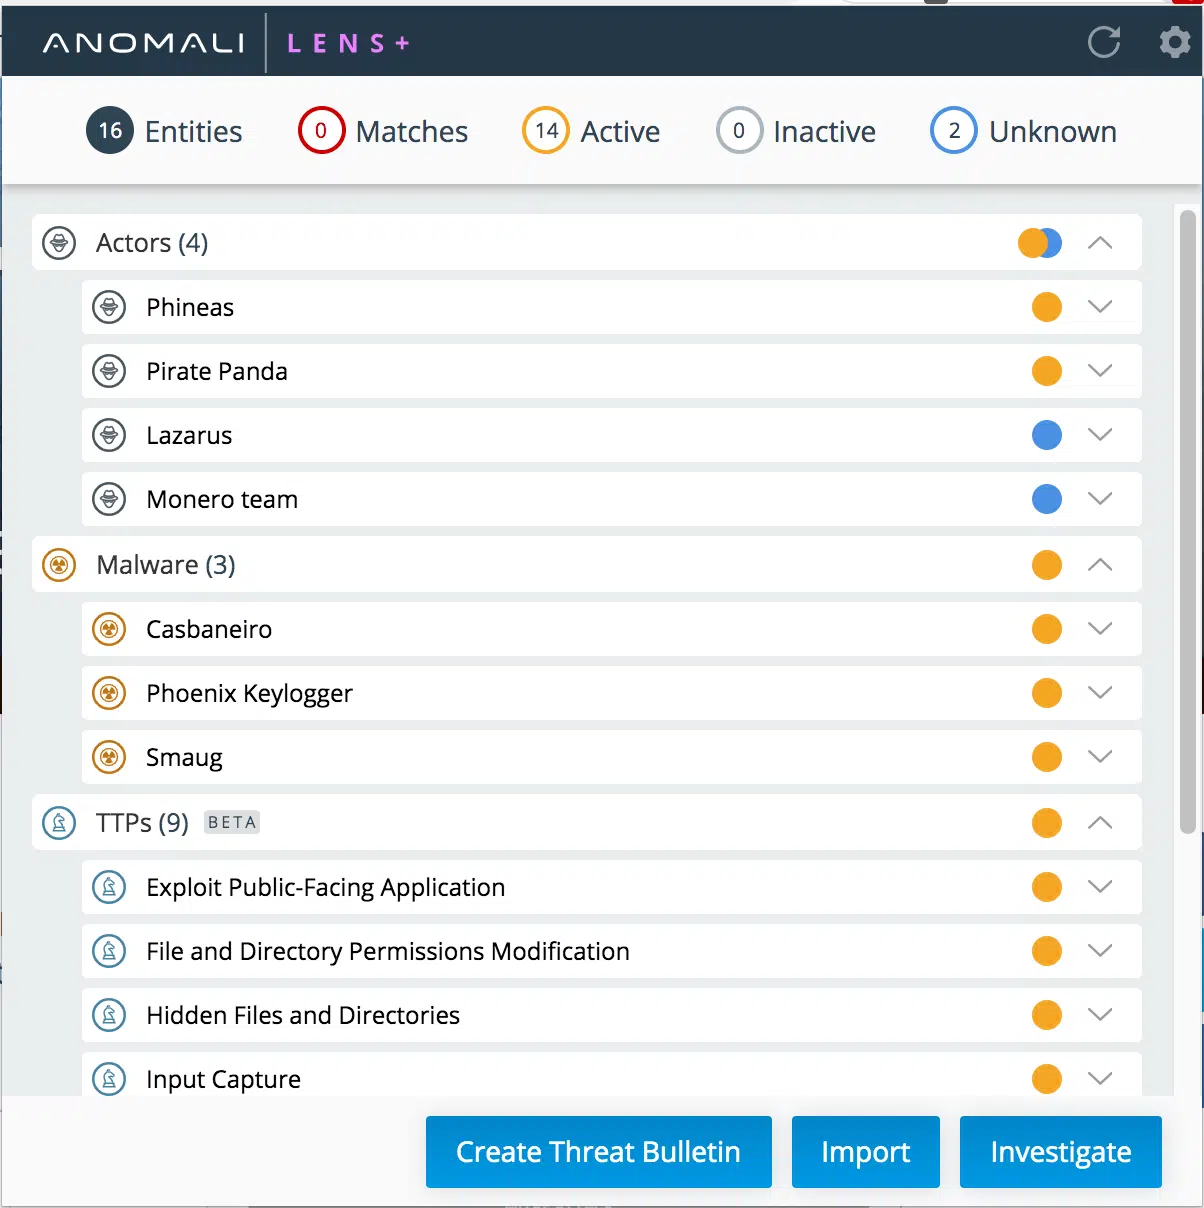 ANOMALI LENS+
16 Entities 0 Matches 14 Active 0 Inactive 2 Unknown
Actors (4)
Phineas
Pirate Panda
Lazarus
Monero team
Malware (3)
Casbaneiro
Phoenix Keylogger
Smaug
TTPs (9) BETA
Exploit Public-Facing Application
File and Directory Permissions Modification
Hidden Files and Directories
Input Capture
Create Threat Bulletin Import Investigate